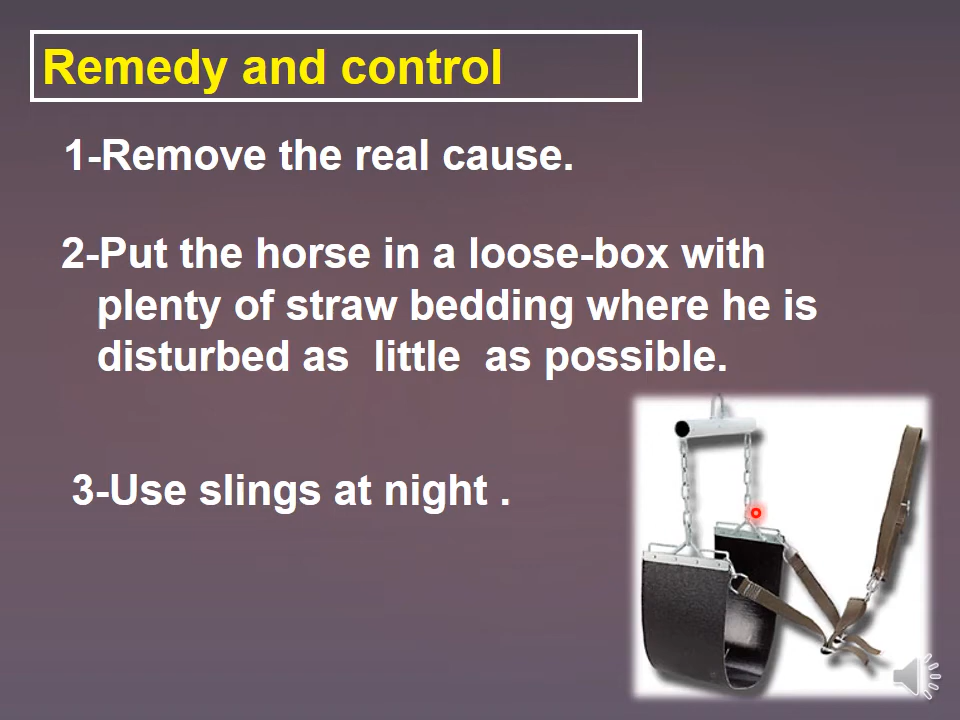 Remedy and control
1-Remove the real cause.
2-Put the horse in a loose-box with
plenty of straw bedding where he is
disturbed as  little  as possible.
3-Use slings at night .